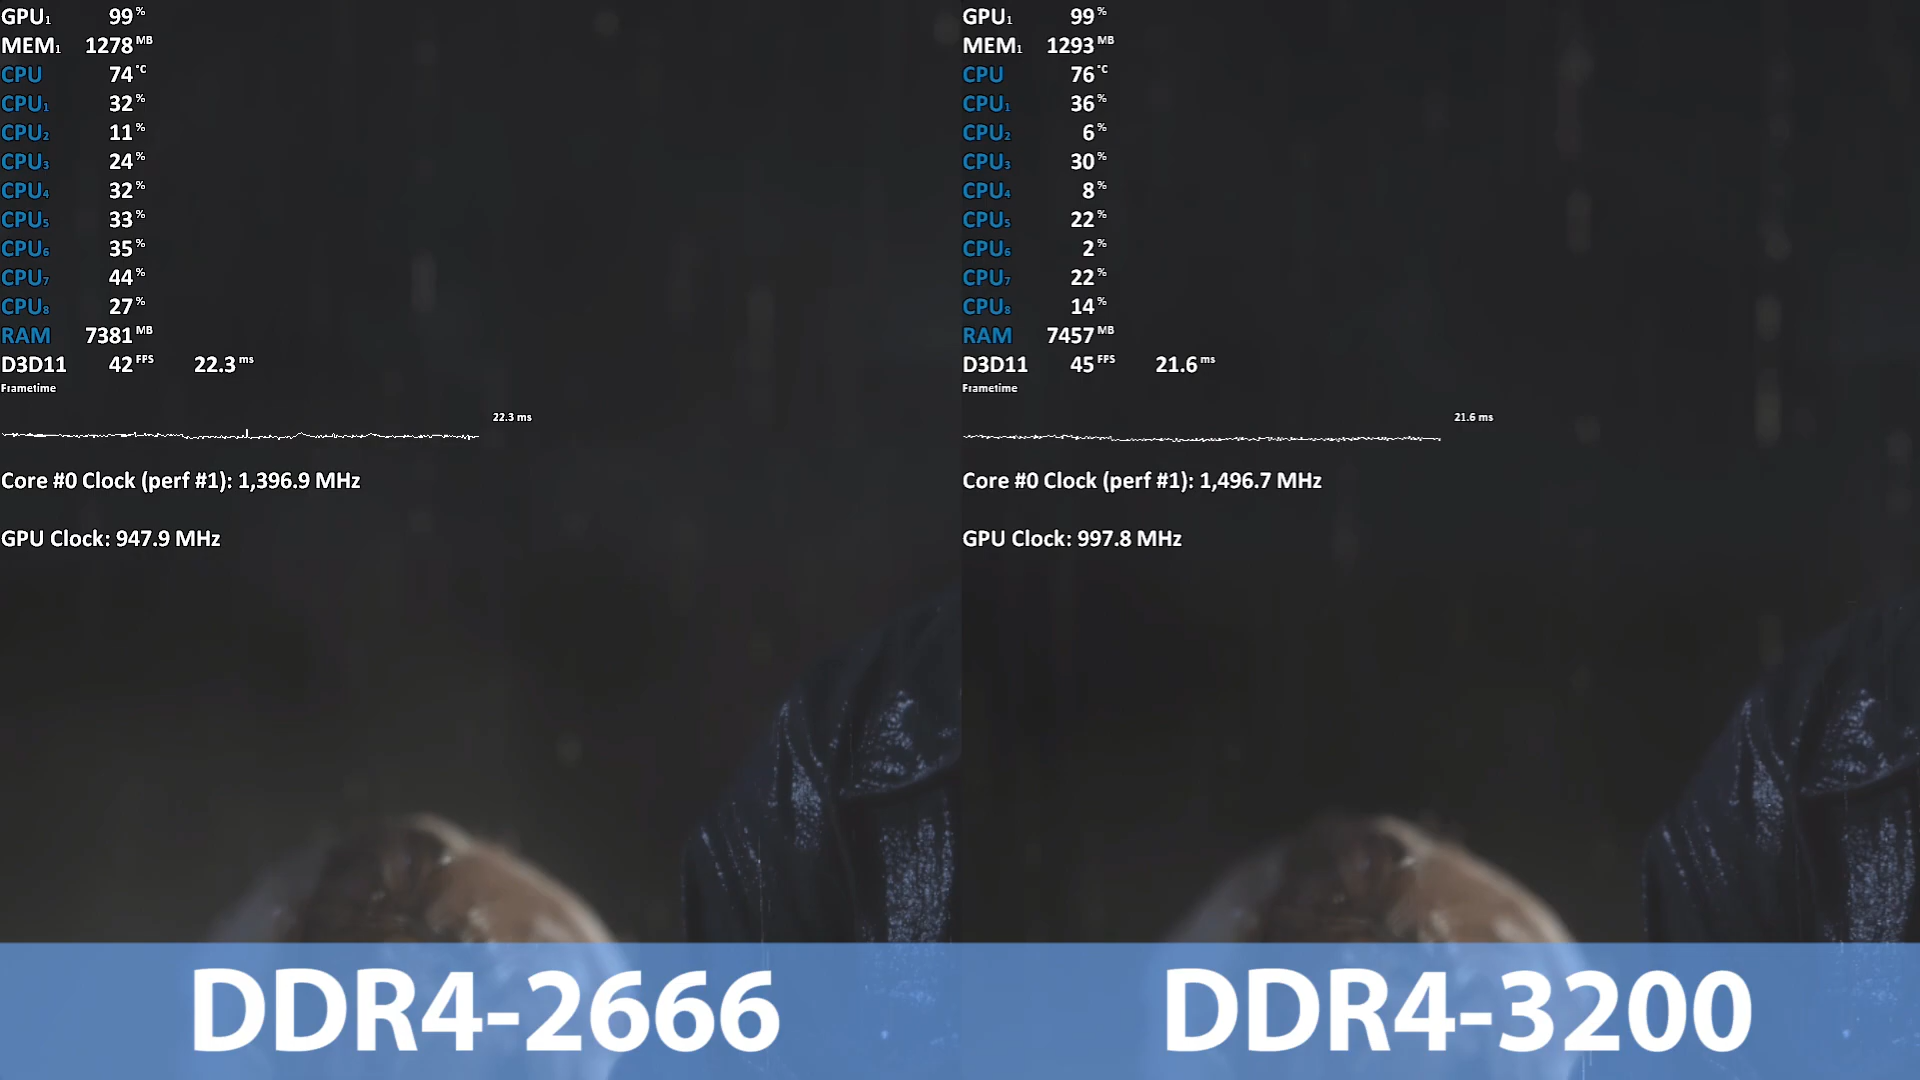 GPU1 99 %
MEM1 1278 MB
CPU 74 °C
CPU1 32 %
CPU2 11 %
CPU3 24 %
CPU4 32 %
CPU5 33 %
CPU6 35 %
CPU7 44 %
CPU8 27 %
RAM 7381 MB
D3D11 42 FPS 22.3 ms
Frametime
22.3 ms
Core #0 Clock (perf #1): 1,396.9 MHz
GPU Clock: 947.9 MHz
DDR4-2666
GPU1 99 %
MEM1 1293 MB
CPU 76 °C
CPU1 36 %
CPU2 6 %
CPU3 30 %
CPU4 8 %
CPU5 22 %
CPU6 2 %
CPU7 22 %
CPU8 14 %
RAM 7457 MB
D3D11 45 FPS 21.6 ms
Frametime
21.6 ms
Core #0 Clock (perf #1): 1,496.7 MHz
GPU Clock: 997.8 MHz
DDR4-3200